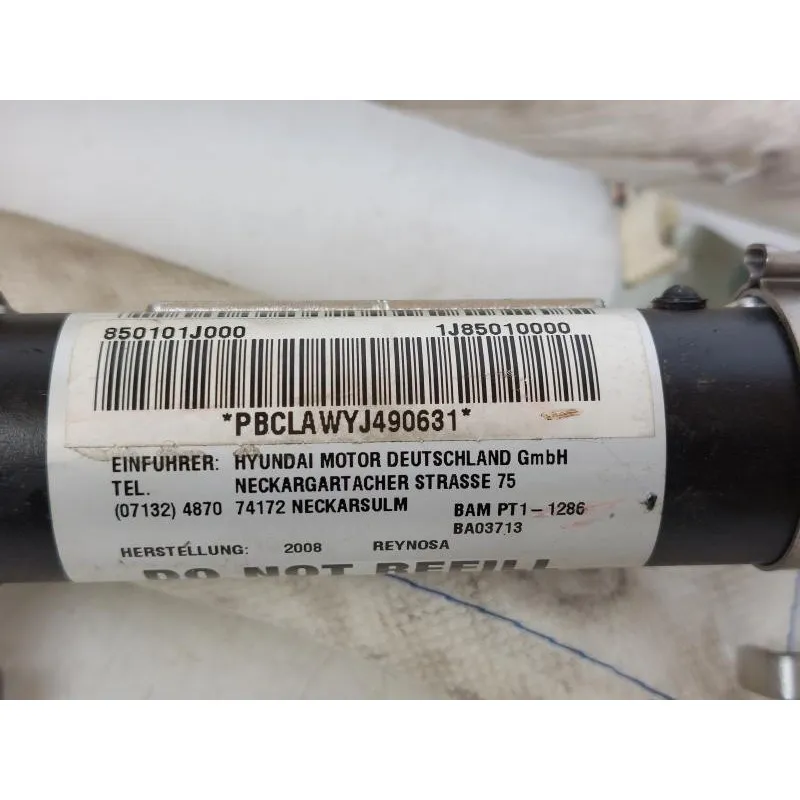 850101J000 1J85010000
*PBCLAWYJ490631*
EINFUHRER: HYUNDAI MOTOR DEUTSCHLAND GmbH
TEL. NECKARGARTACHER STRASSE 75
(07132) 4870 74172 NECKARSULM BAM PT1-1286
BA03713
HERSTELLUNG: 2008 REYNOSA
DO NOT REFILL